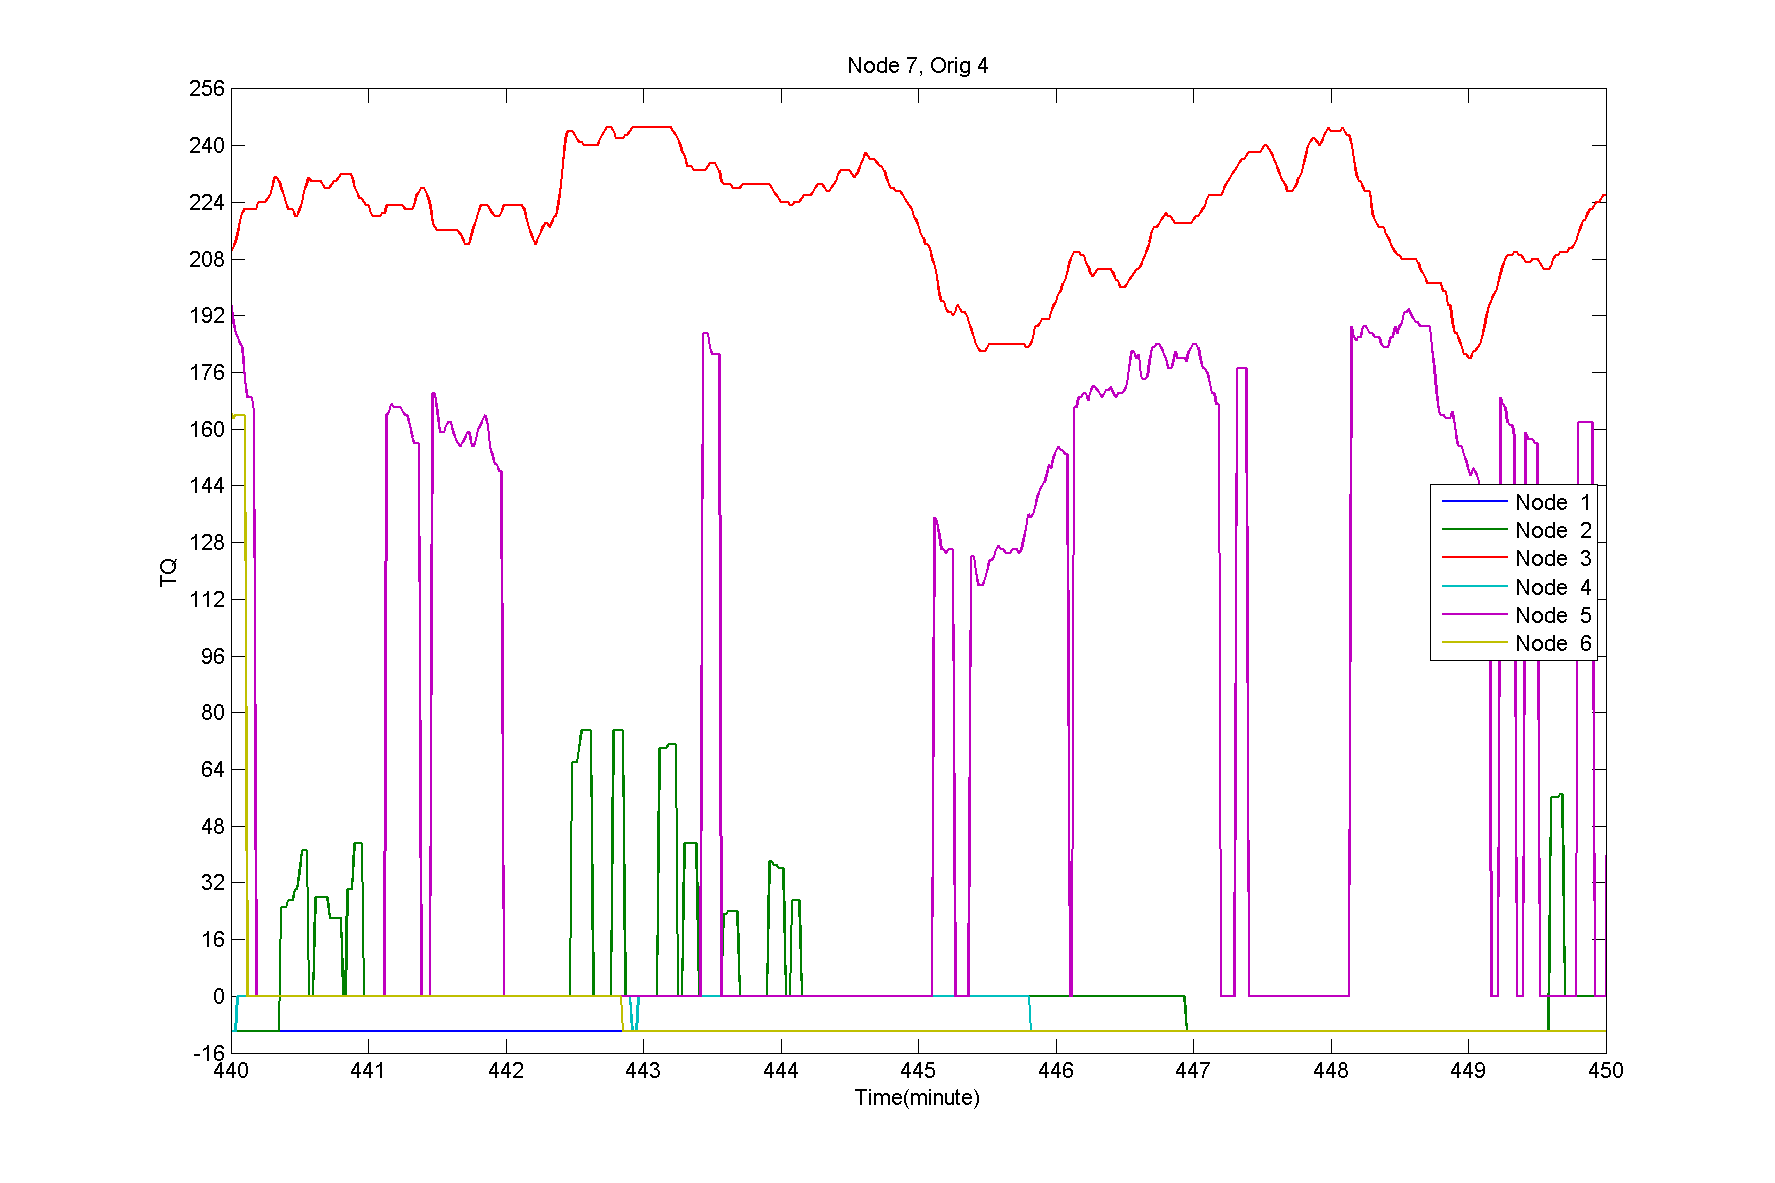 Node 7, Orig 4
256
240
224
208
192
176
160
144
128
112
96
80
64
48
32
16
0
-16
TQ
Node 1
Node 2
Node 3
Node 4
Node 5
Node 6
440 441 442 443 444 445 446 447 448 449 450
Time(minute)